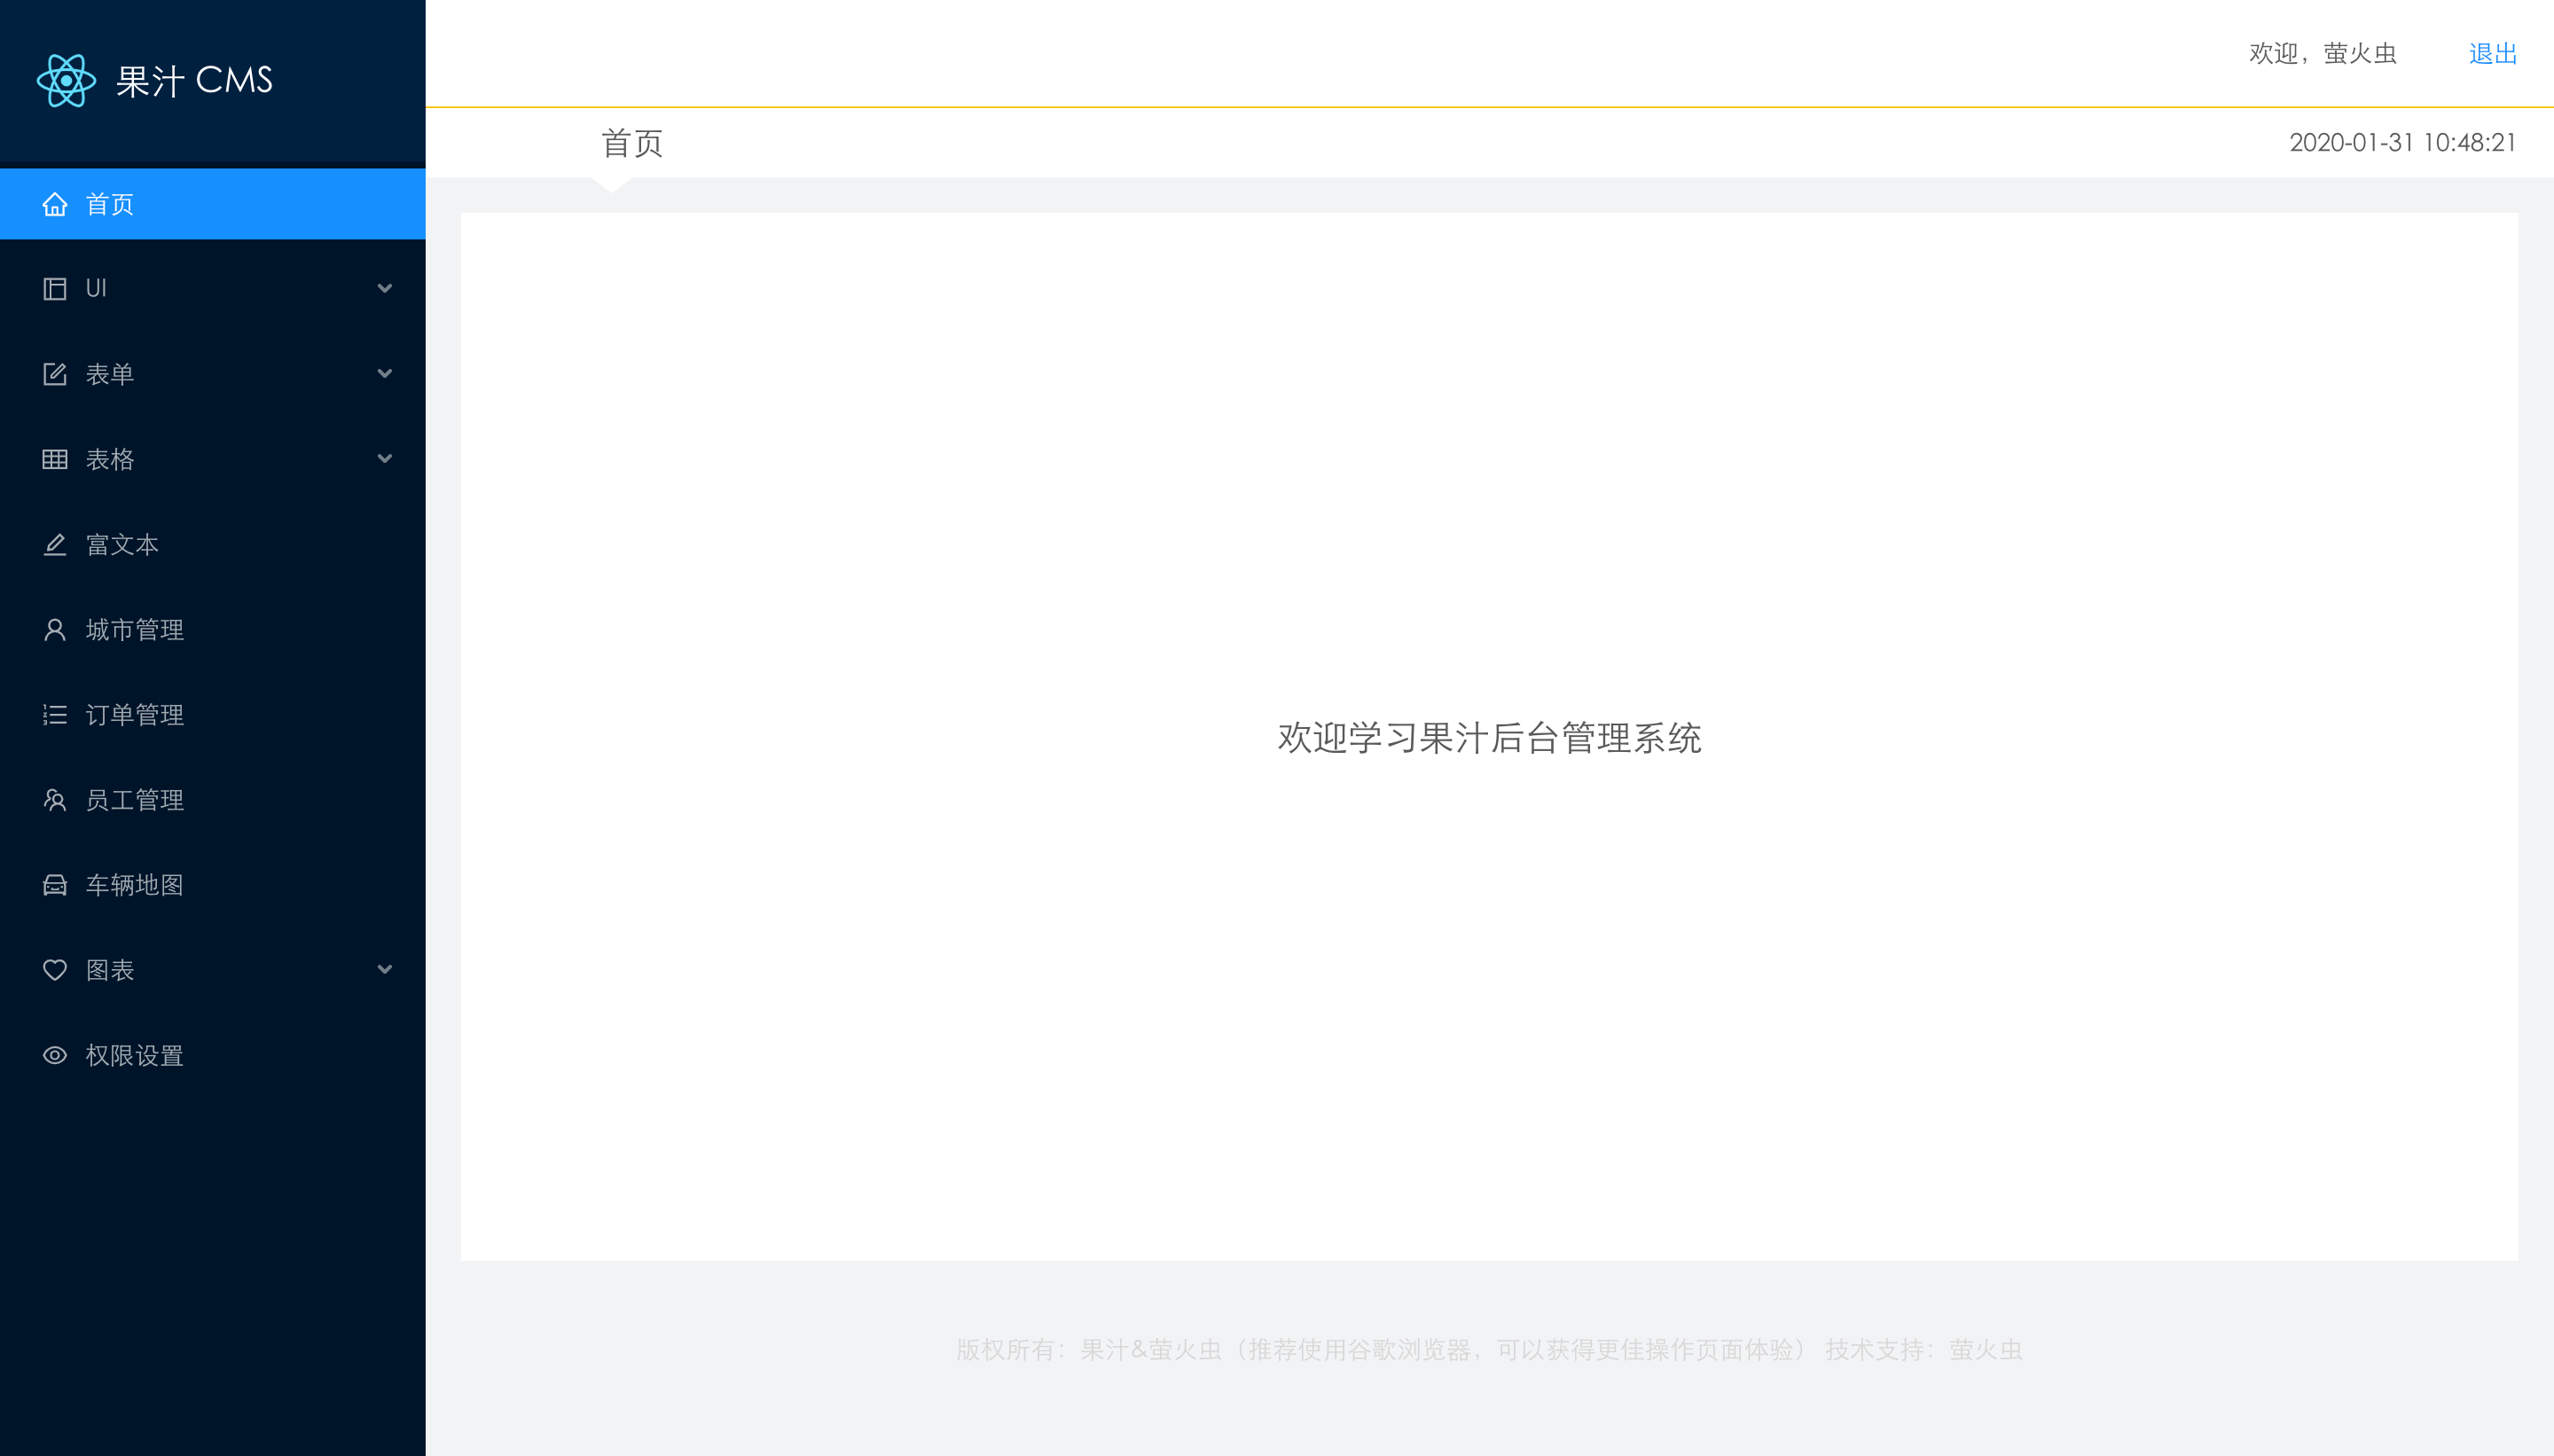 果汁 CMS
首页
UI
表单
表格
富文本
城市管理
订单管理
员工管理
车辆地图
图表
权限设置
欢迎，萤火虫 退出
首页 2020-01-31 10:48:21
欢迎学习果汁后台管理系统
版权所有：果汁&萤火虫（推荐使用谷歌浏览器，可以获得更佳操作页面体验） 技术支持：萤火虫